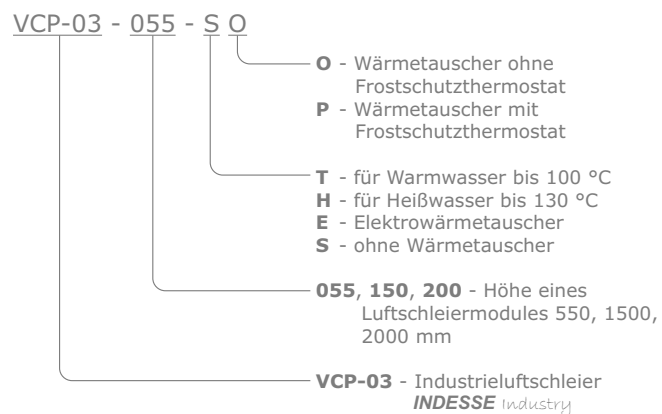 VCP-03 - 055 - S O
O - Wärmetauscher ohne
Frostschutzthermostat
P - Wärmetauscher mit
Frostschutzthermostat
T - für Warmwasser bis 100 °C
H - für Heißwasser bis 130 °C
E - Elektrowärmetauscher
S - ohne Wärmetauscher
055, 150, 200 - Höhe eines
Luftschleiermodules 550, 1500,
2000 mm
VCP-03 - Industrieluftschleier
INDESSE Industry